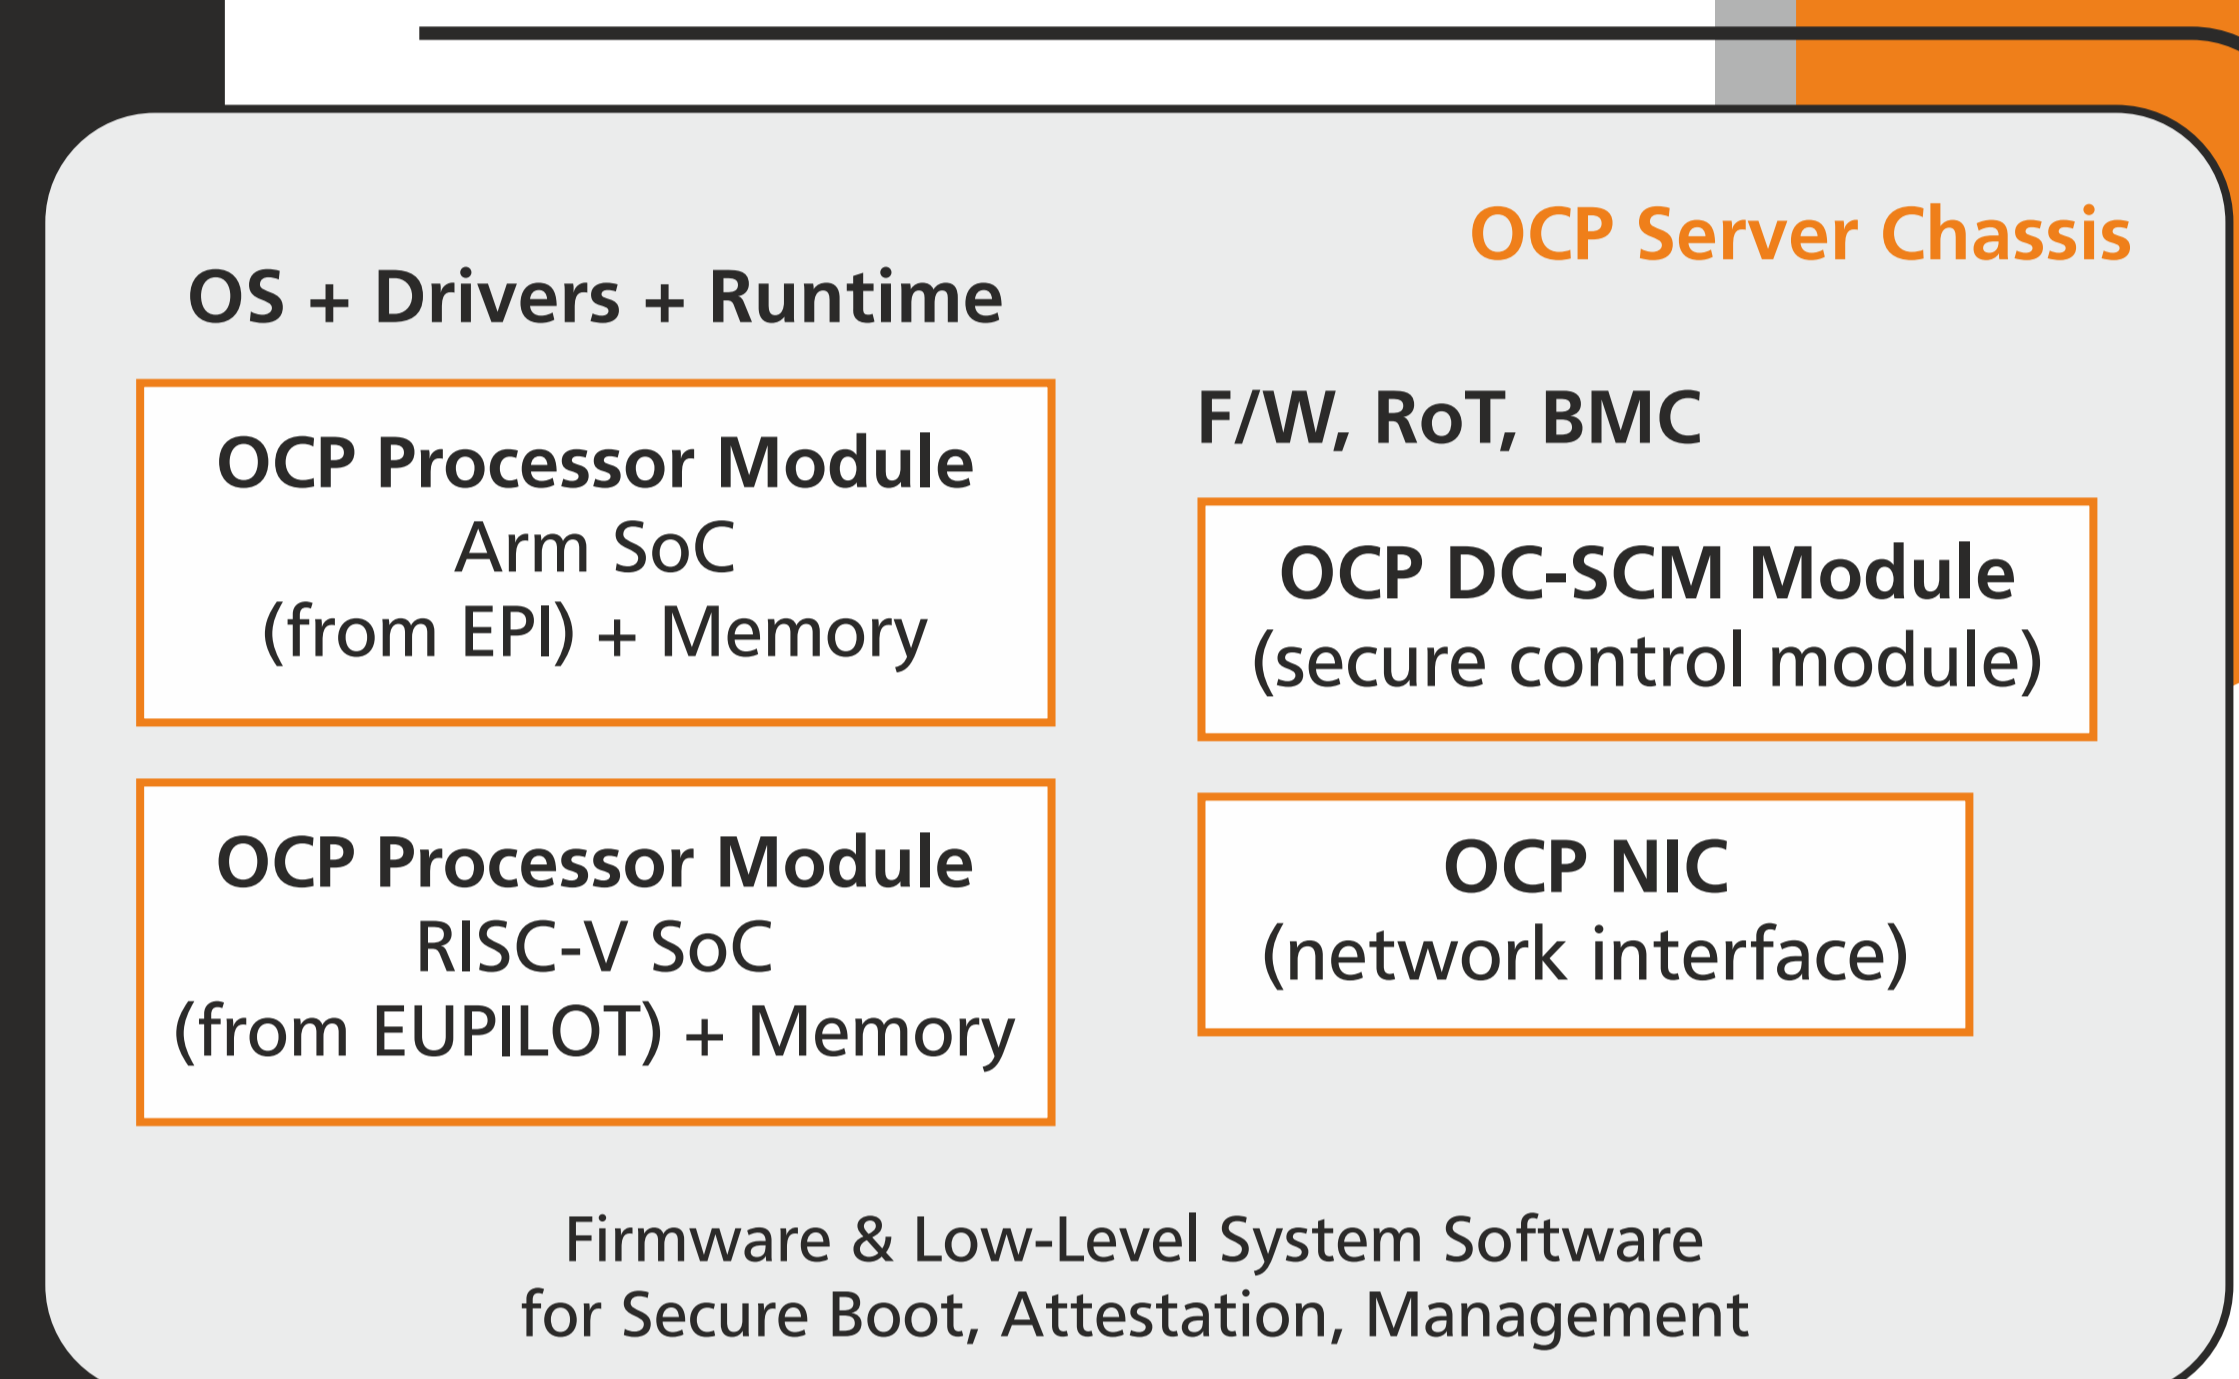 OCP Server Chassis
OS + Drivers + Runtime
OCP Processor Module
Arm SoC
(from EPI) + Memory
OCP Processor Module
RISC-V SoC
(from EUPILOT) + Memory
F/W, RoT, BMC
OCP DC-SCM Module
(secure control module)
OCP NIC
(network interface)
Firmware & Low-Level System Software
for Secure Boot, Attestation, Management